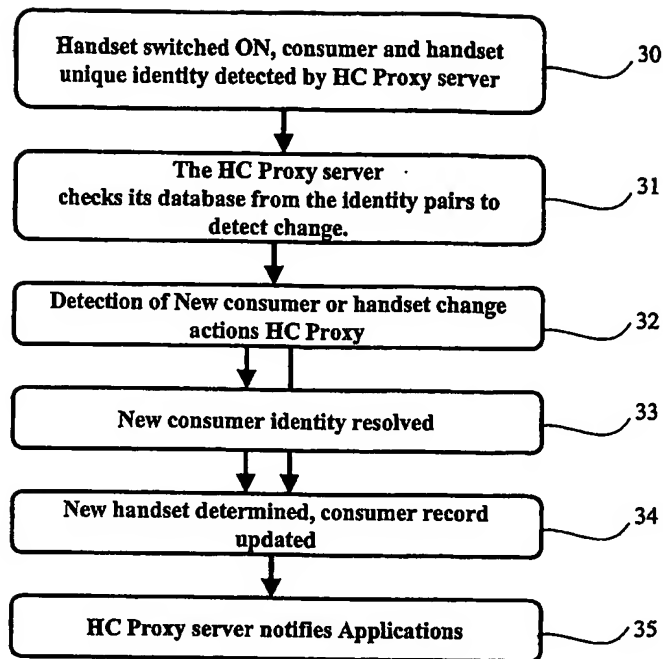 Handset switched ON, consumer and handset
unique identity detected by HC Proxy server
30
The HC Proxy server
checks its database from the identity pairs to
detect change.
31
Detection of New consumer or handset change
actions HC Proxy
32
New consumer identity resolved
33
New handset determined, consumer record
updated
34
HC Proxy server notifies Applications
35